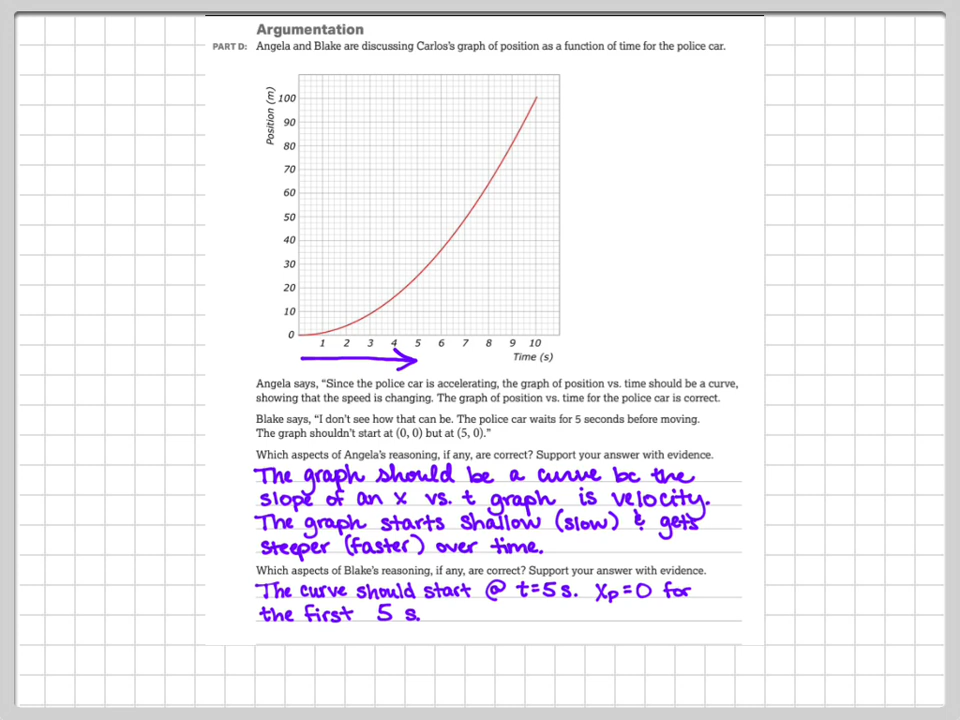 Argumentation
PART D: Angela and Blake are discussing Carlos's graph of position as a function of time for the police car.
Position (m)
100
90
80
70
60
50
40
30
20
10
0
1 2 3 4 5 6 7 8 9 10
Time (s)
Angela says, "Since the police car is accelerating, the graph of position vs. time should be a curve,
showing that the speed is changing. The graph of position vs. time for the police car is correct.
Blake says, "I don't see how that can be. The police car waits for 5 seconds before moving.
The graph shouldn't start at (0, 0) but at (5, 0)."
Which aspects of Angela's reasoning, if any, are correct? Support your answer with evidence.
The graph should be a curve bc the
slope of an x vs. t graph is velocity.
The graph starts shallow (slow) & gets
steeper (faster) over time.
Which aspects of Blake's reasoning, if any, are correct? Support your answer with evidence.
The curve should start @ t=5s. Xp=0 for
the first 5 s.